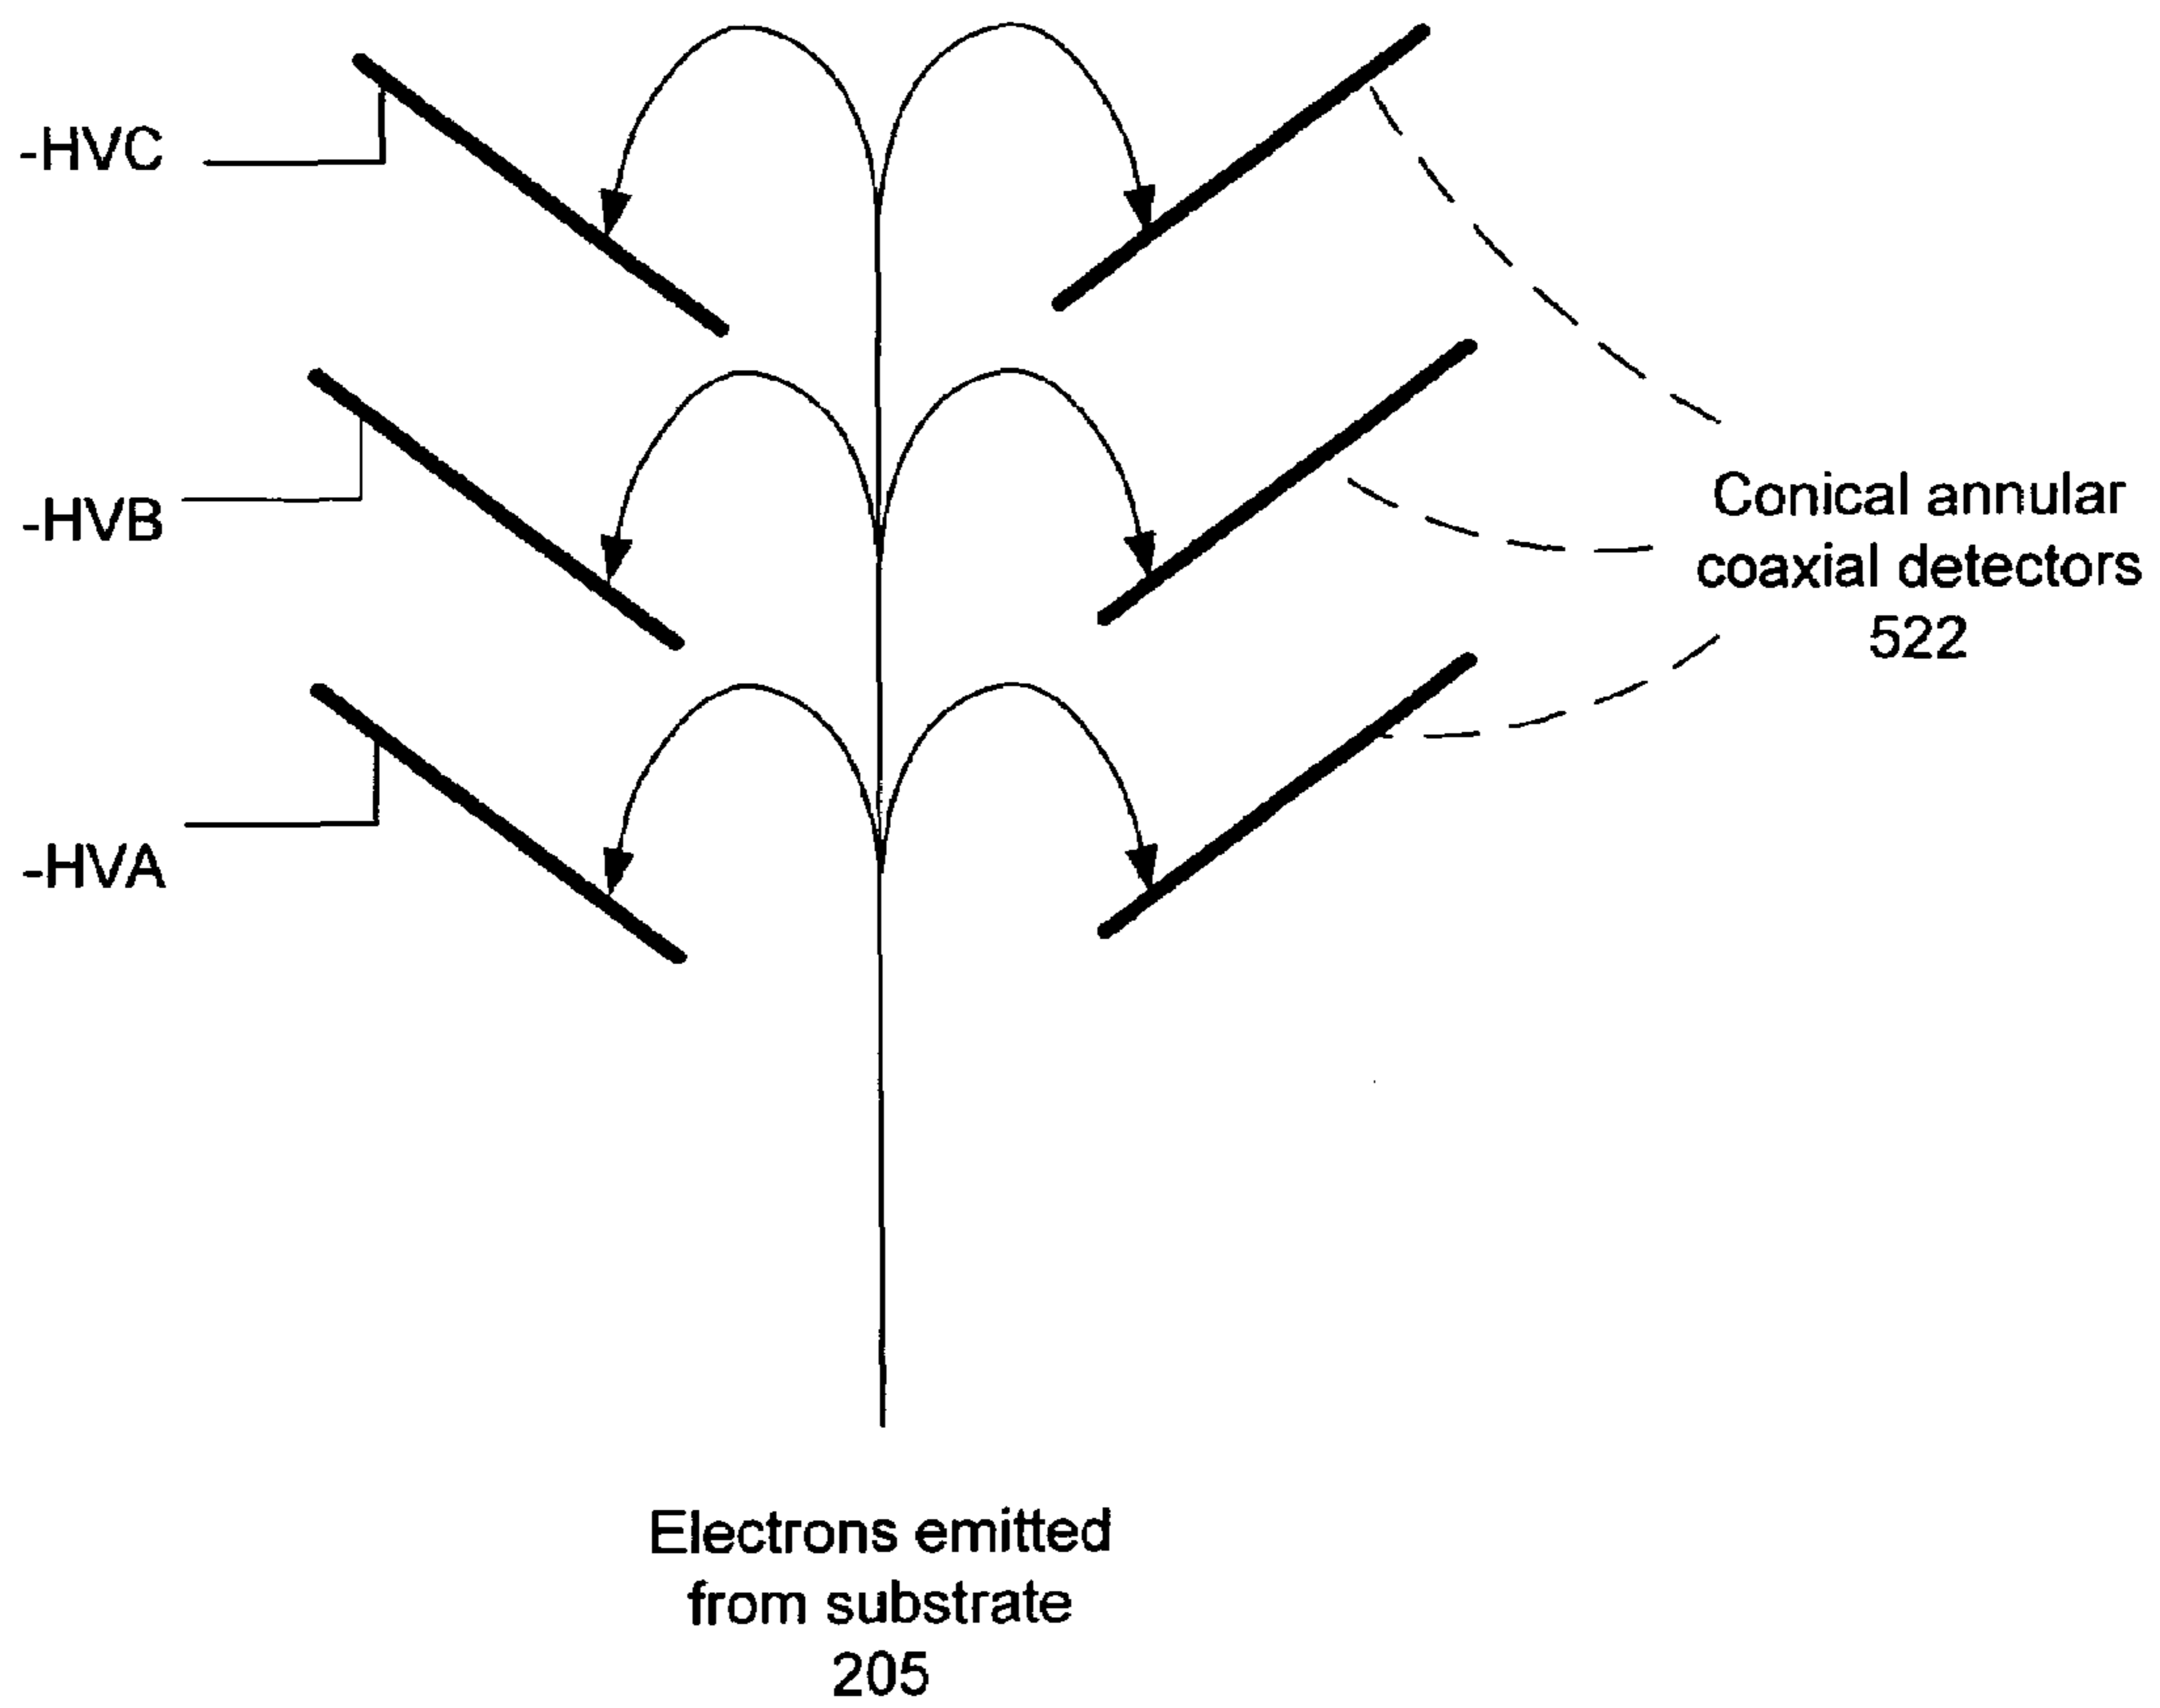 -HVC
-HVB
-HVA
Conical annular
coaxial detectors
522
Electrons emitted
from substrate
205